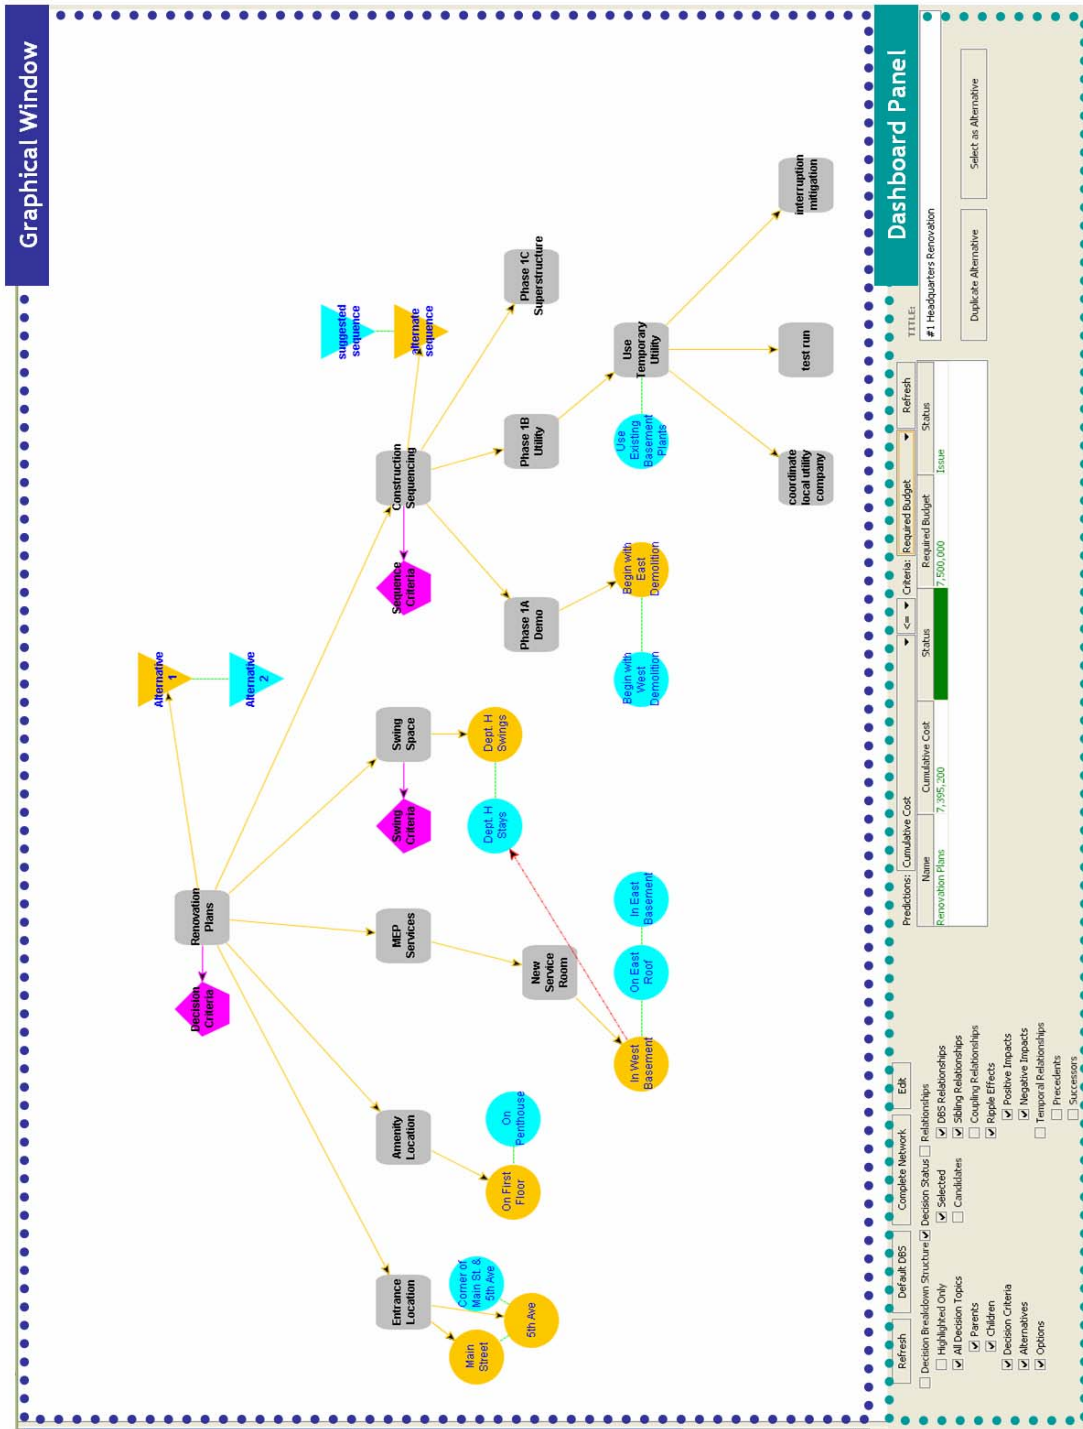 Graphical Window
Renovation
Plans
Decision
Criteria
Alternative
1
Alternative
2
Entrance
Location
Main
Street
5th Ave
Corner of
Main St. &
5th Ave
Amenity
Location
On First
Floor
On
Penthouse
MEP
Services
New
Service
Room
In West
Basement
On East
Roof
In East
Basement
Swing
Space
Swing
Criteria
Dept. H
Stays
Dept. H
Swings
Construction
Sequencing
Sequence
Criteria
suggested
sequence
alternate
sequence
Phase 1A
Demo
Begin with
West
Demolition
Begin with
East
Demolition
Phase 1B
Utility
Use
Existing
Basement
Plants
Use
Temporary
Utility
coordinate
local utility
company
test run
interruption
mitigation
Phase 1C
Superstructure
Dashboard Panel
Refresh Default DBS Complete Network Edit
Decision Breakdown Structure Decision Status Relationships
Highlighted Only Selected DBS Relationships
All Decision Topics Candidates Sibling Relationships
Parents Coupling Relationships
Children Ripple Effects
Decision Criteria Positive Impacts
Alternatives Negative Impacts
Options Temporal Relationships
Precedents
Successors
Predictions: Cumulative Cost <= Criteria: Required Budget Refresh
Name Cumulative Cost Status Required Budget Status
Renovation Plans 7,395,200 7,500,000 Issue
TITLE:
#1 Headquarters Renovation
Duplicate Alternative Select as Alternative